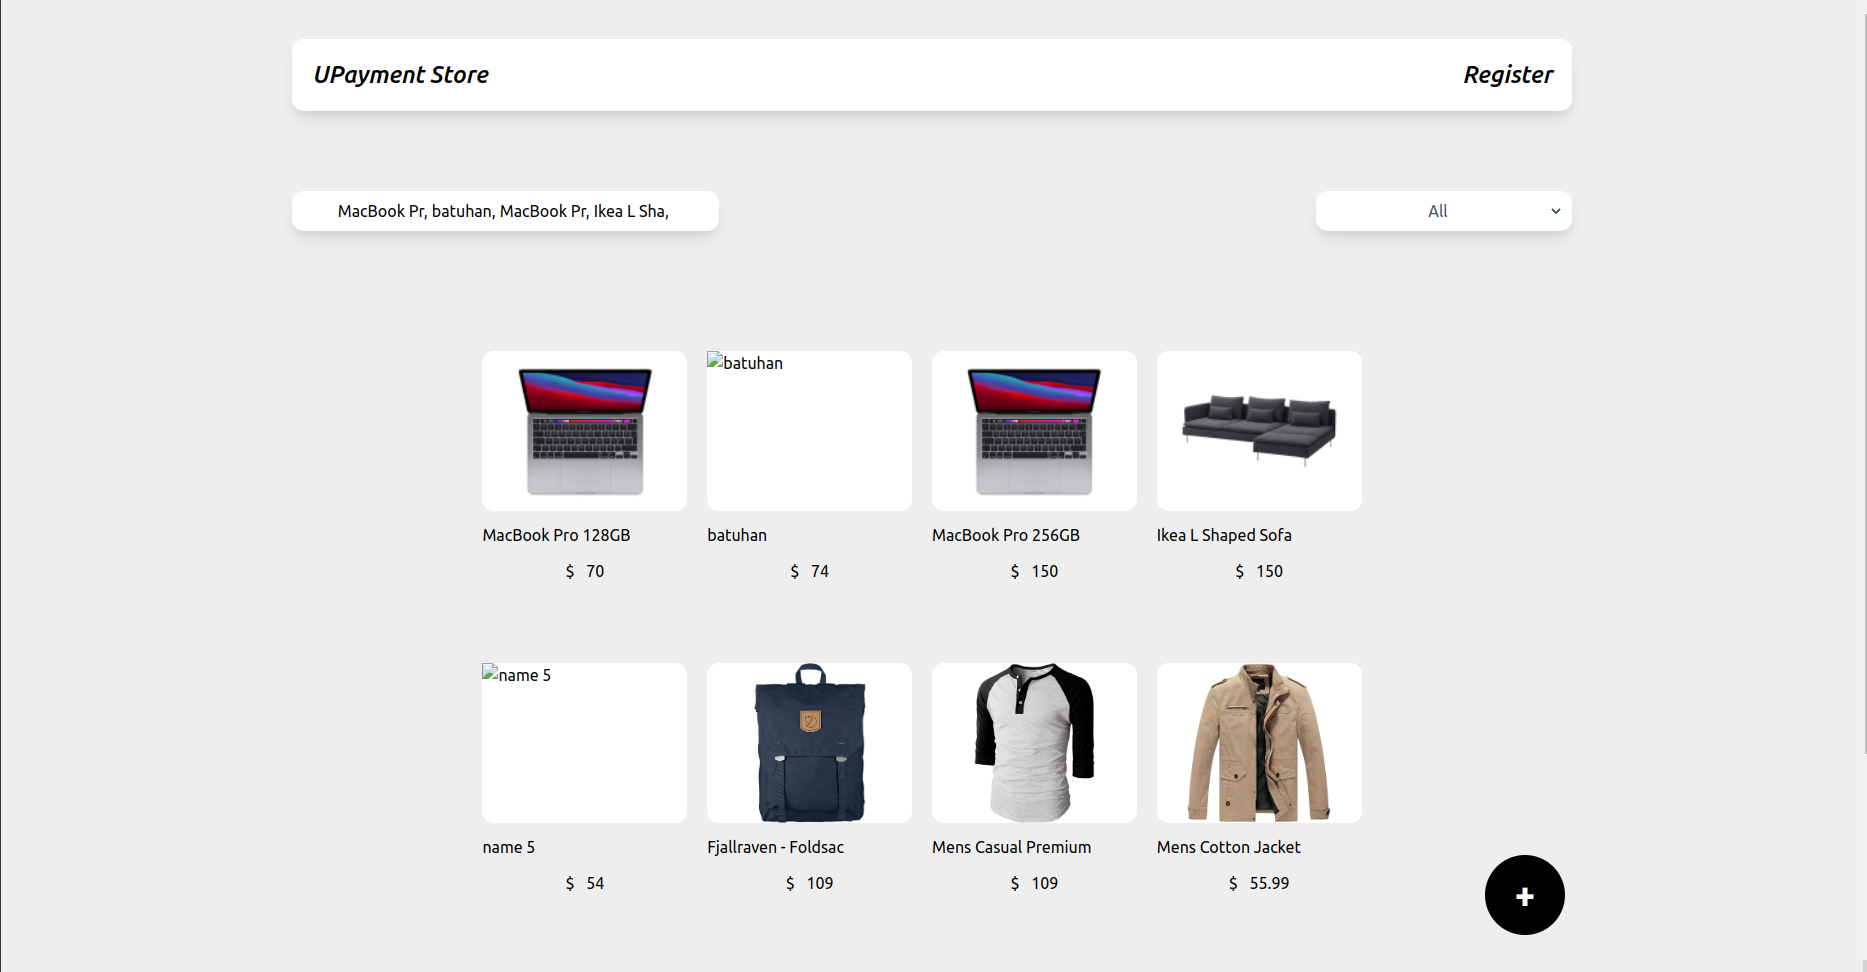 UPayment Store
Register
MacBook Pr, batuhan, MacBook Pr, Ikea L Sha,
All
batuhan
MacBook Pro 128GB
batuhan
MacBook Pro 256GB
Ikea L Shaped Sofa
$ 70
$ 74
$ 150
$ 150
name 5
name 5
Fjallraven - Foldsac
Mens Casual Premium
Mens Cotton Jacket
$ 54
$ 109
$ 109
$ 55.99
+